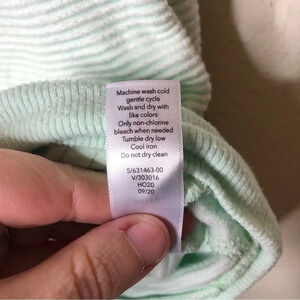 Machine wash cold
gentle cycle
Wash and dry with
like colors
Only non-chlorine
bleach when needed
Tumble dry low
Cool iron
Do not dry clean
S/631463-00
V/303016
HO20
09/20